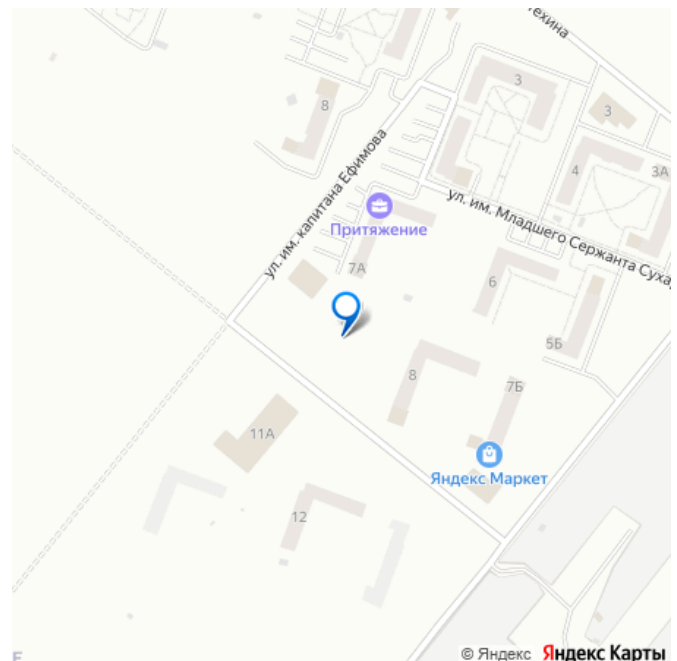 техина
3
8
3
ул. им. капитана Ефимова
4
3А
ул. им. Младшего Сержанта Суха
Притяжение
7А
6
5Б
8
7Б
11А
Яндекс Маркет
12
Е
© Яндекс Яндекс Карты